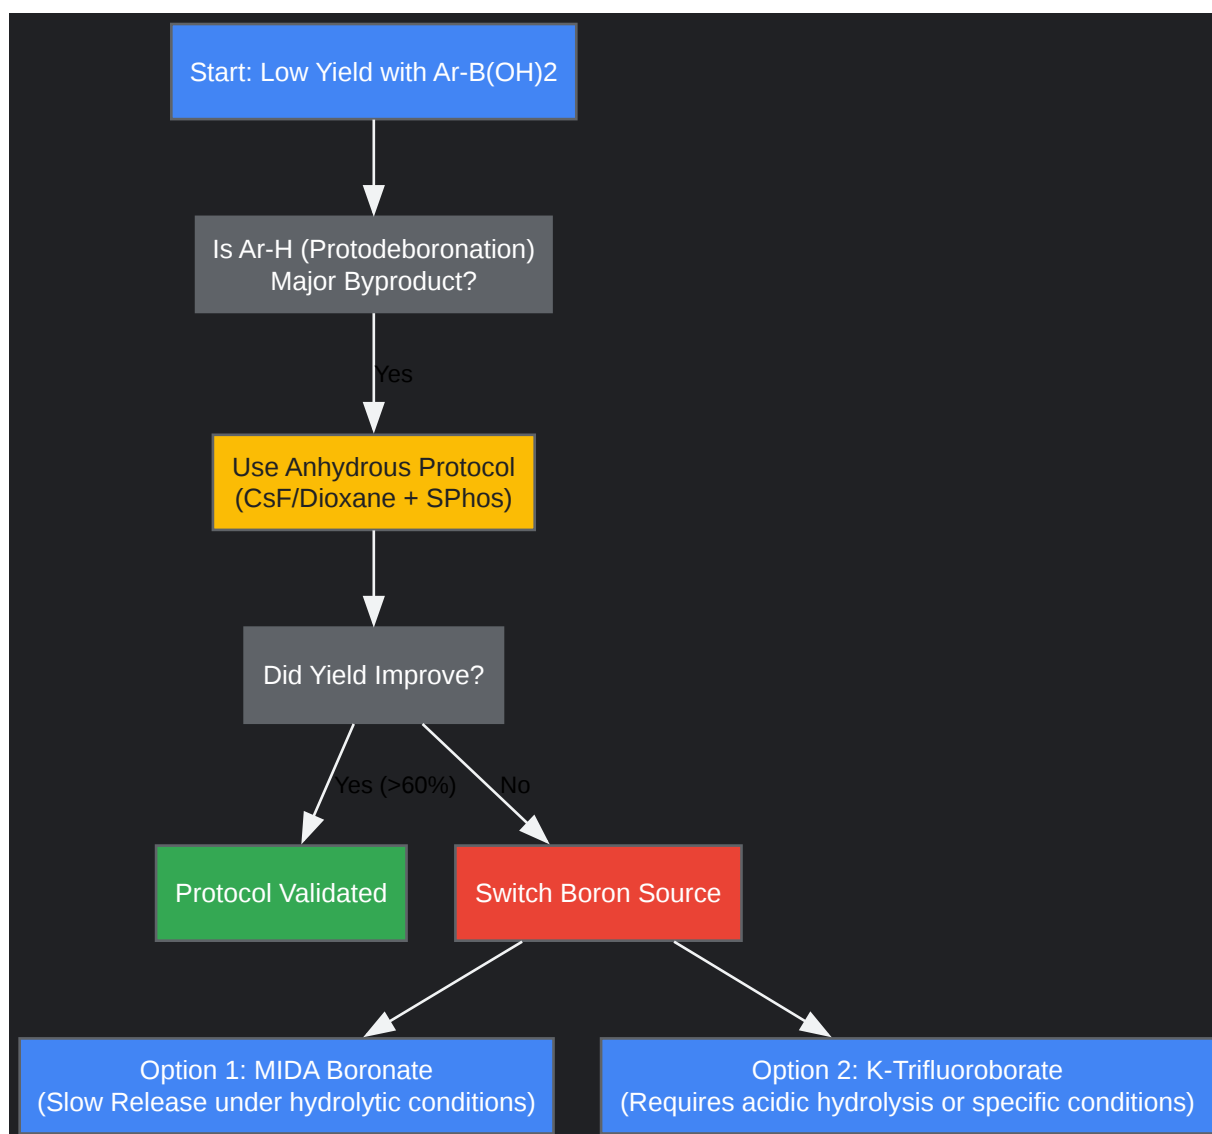 Start: Low Yield with Ar-B(OH)2
Is Ar-H (Protodeboronation)
Major Byproduct?
Yes
Use Anhydrous Protocol
(CsF/Dioxane + SPhos)
Did Yield Improve?
Yes (>60%)
No
Protocol Validated
Switch Boron Source
Option 1: MIDA Boronate
(Slow Release under hydrolytic conditions)
Option 2: K-Trifluoroborate
(Requires acidic hydrolysis or specific conditions)